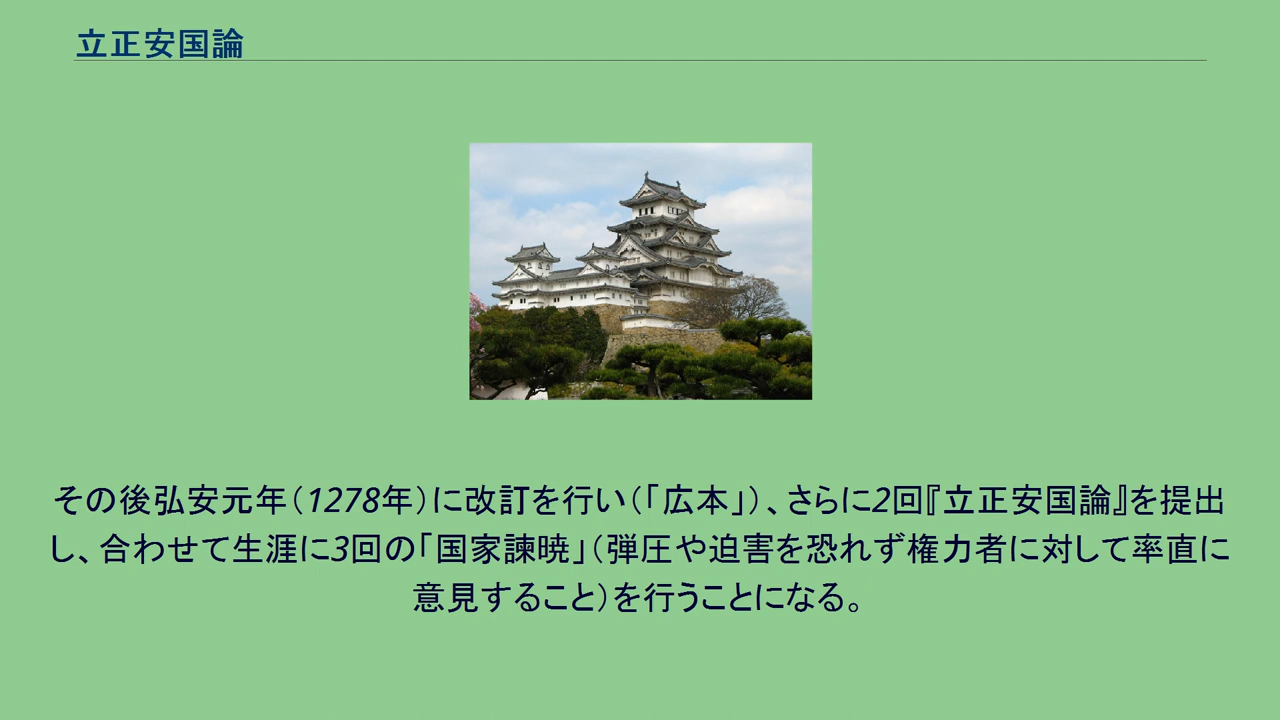 立正安国論
その後弘安元年（1278年）に改訂を行い（「広本」）、さらに2回『立正安国論』を提出
し、合わせて生涯に3回の「国家諫暁」（弾圧や迫害を恐れず権力者に対して率直に
意見すること）を行うことになる。